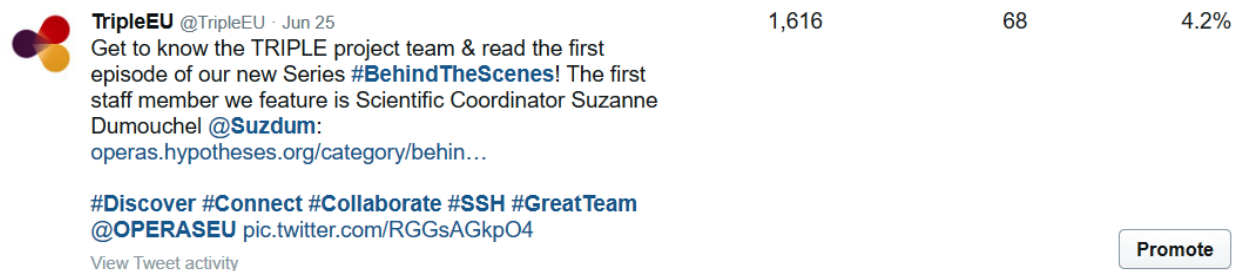 TripleEU @TripleEU · Jun 25 1,616 68 4.2%
Get to know the TRIPLE project team & read the first
episode of our new Series #BehindTheScenes! The first
staff member we feature is Scientific Coordinator Suzanne
Dumouchel @Suzdum:
operas.hypotheses.org/category/behin…
#Discover #Connect #Collaborate #SSH #GreatTeam
@OPERASEU pic.twitter.com/RGGsAGkpO4
View Tweet activity
Promote